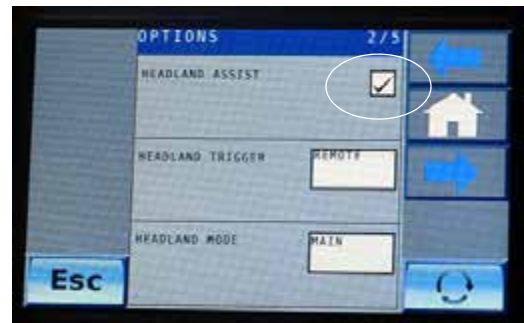 OPTIONS 2/5
HEADLAND ASSIST
HEADLAND TRIGGER REMOTE
HEADLAND MODE MAIN
Esc